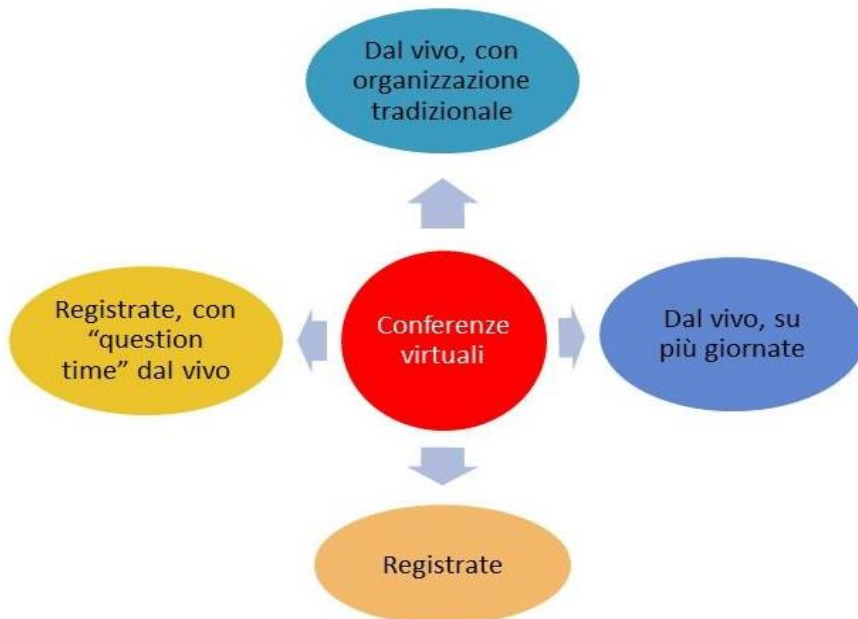 Dal vivo, con
organizzazione
tradizionale
Registrate, con
“question
time” dal vivo
Conferenze
virtuali
Dal vivo, su
più giornate
Registrate